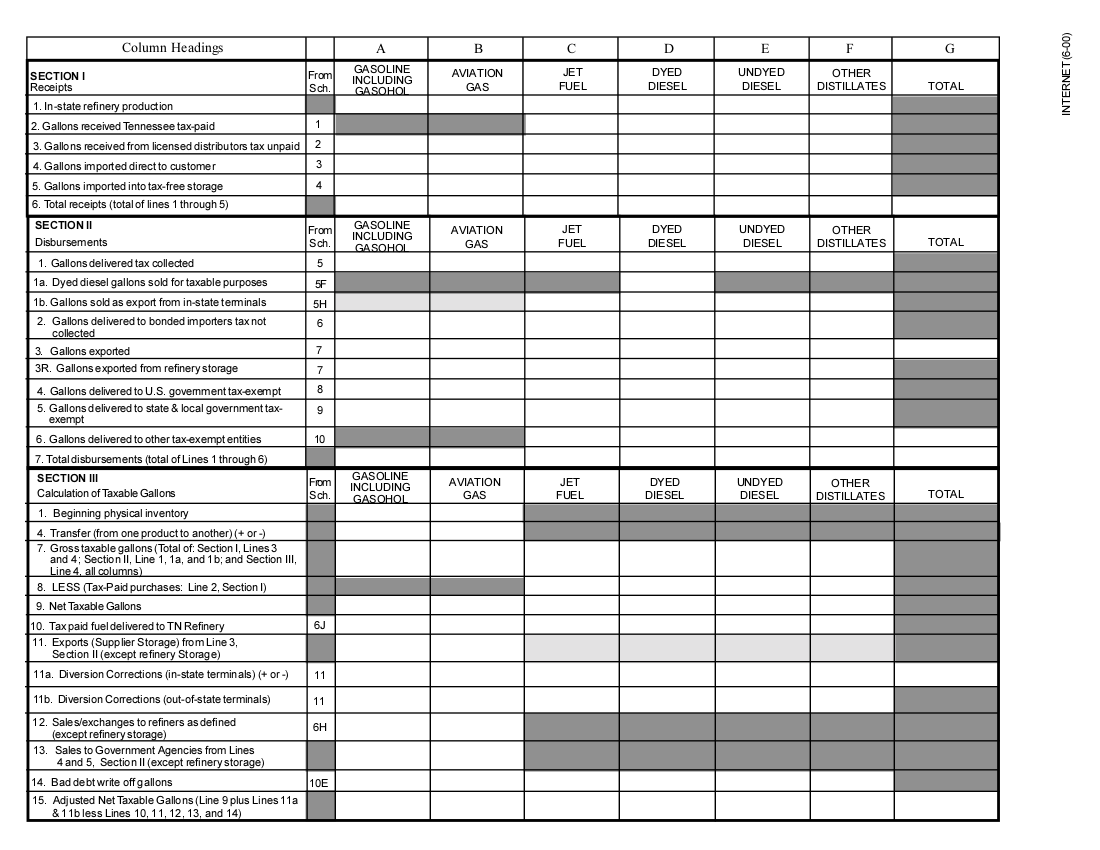 Column Headings A B C D E F G
SECTION I
Receipts
From
Sch.
GASOLINE
INCLUDING
GASOHOL
AVIATION
GAS
JET
FUEL
DYED
DIESEL
UNDYED
DIESEL
OTHER
DISTILLATES
TOTAL
1. In-state refinery production
2. Gallons received Tennessee tax-paid 1
3. Gallons received from licensed distributors tax unpaid 2
4. Gallons imported direct to customer 3
5. Gallons imported into tax-free storage 4
6. Total receipts (total of lines 1 through 5)
SECTION II
Disbursements
From
Sch.
GASOLINE
INCLUDING
GASOHOL
AVIATION
GAS
JET
FUEL
DYED
DIESEL
UNDYED
DIESEL
OTHER
DISTILLATES
TOTAL
1. Gallons delivered tax collected 5
1a. Dyed diesel gallons sold for taxable purposes 5F
1b. Gallons sold as export from in-state terminals 5H
2. Gallons delivered to bonded importers tax not 6
collected
3. Gallons exported 7
3R. Gallons exported from refinery storage 7
4. Gallons delivered to U.S. government tax-exempt 8
5. Gallons delivered to state & local government tax- 9
exempt
6. Gallons delivered to other tax-exempt entities 10
7. Total disbursements (total of Lines 1 through 6)
SECTION III
Calculation of Taxable Gallons
From
Sch.
GASOLINE
INCLUDING
GASOHOL
AVIATION
GAS
JET
FUEL
DYED
DIESEL
UNDYED
DIESEL
OTHER
DISTILLATES
TOTAL
1. Beginning physical inventory
4. Transfer (from one product to another) (+ or -)
7. Gross taxable gallons (Total of: Section I, Lines 3
and 4; Section II, Line 1, 1a, and 1b; and Section III,
Line 4, all columns)
8. LESS (Tax-Paid purchases: Line 2, Section I)
9. Net Taxable Gallons
10. Tax paid fuel delivered to TN Refinery 6J
11. Exports (Supplier Storage) from Line 3,
Section II (except refinery Storage)
11a. Diversion Corrections (in-state terminals) (+ or -) 11
11b. Diversion Corrections (out-of-state terminals) 11
12. Sales/exchanges to refiners as defined 6H
(except refinery storage)
13. Sales to Government Agencies from Lines
4 and 5, Section II (except refinery storage)
14. Bad debt write off gallons 10E
15. Adjusted Net Taxable Gallons (Line 9 plus Lines 11a
& 11b less Lines 10, 11, 12, 13, and 14)
INTERNET (6-00)